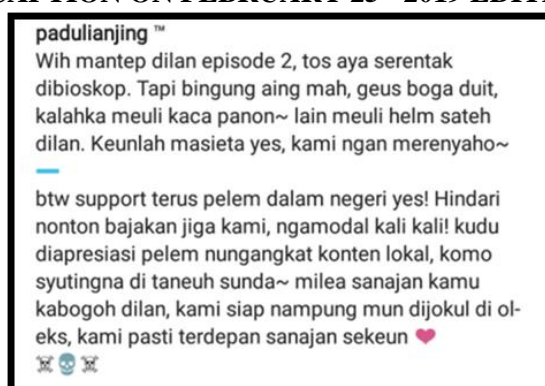 padulianjing ™
Wih mantep dilan episode 2, tos aya serentak
dibioskop. Tapi bingung aing mah, geus boga duit,
kalahka meuli kaca panon~ lain meuli helm sateh
dilan. Keunlah masieta yes, kami ngan merenyaho~
—
btw support terus pelem dalam negeri yes! Hindari
nonton bajakan jiga kami, ngamodal kali kali! kudu
diapresiasi pelem nungangkat konten lokal, komo
syutingna di taneuh sunda~ milea sanajan kamu
kabogoh dilan, kami siap nampung mun dijokul di ol-
eks, kami pasti terdepan sanajan sekeun ❤
☠💀☠